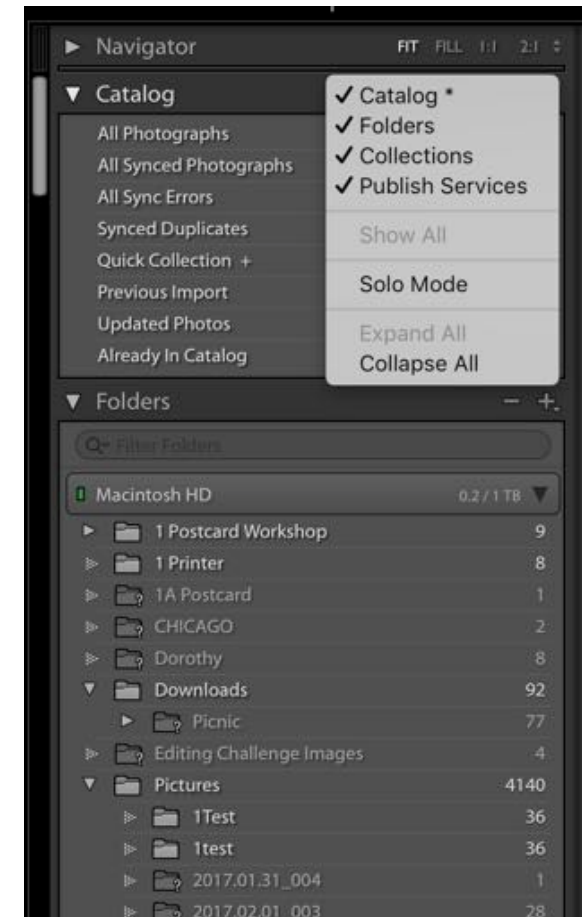 Navigator FIT FILL 1:1 2:1
Catalog
All Photographs
All Synced Photographs
All Sync Errors
Synced Duplicates
Quick Collection +
Previous Import
Updated Photos
Already In Catalog
✓ Catalog *
✓ Folders
✓ Collections
✓ Publish Services
Show All
Solo Mode
Expand All
Collapse All
Folders − +
Filter Folders
Macintosh HD 0.2 / 1 TB
1 Postcard Workshop 9
1 Printer 8
1A Postcard 1
CHICAGO 2
Dorothy 8
Downloads 92
Picnic 77
Editing Challenge Images 4
Pictures 4140
1Test 36
1test 36
2017.01.31_004 1
2017.02.01_003 28